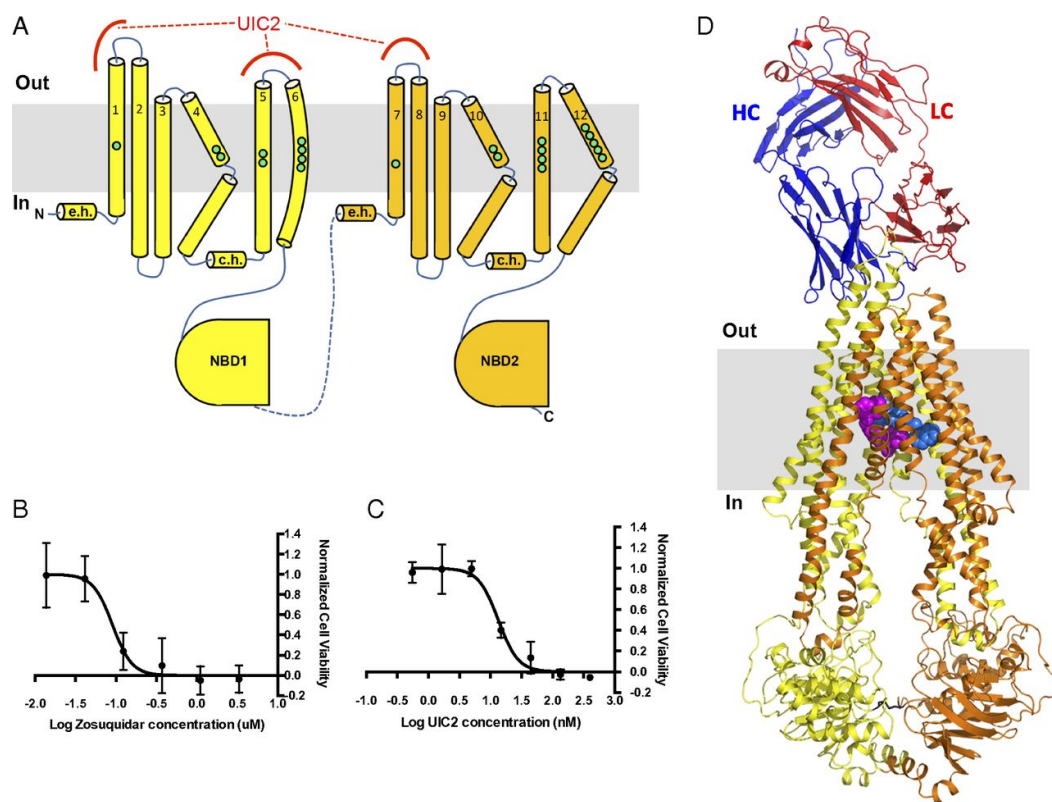 A
UIC2
Out
1
2
3
4
5
6
7
8
9
10
11
12
In
N
e.h.
c.h.
e.h.
c.h.
NBD1
NBD2
C
B
1.4
1.2
1.0
0.8
0.6
0.4
0.2
0.0
-0.2
Normalized Cell Viability
-2.0 -1.5 -1.0 -0.5 0.0 0.5 1.0
Log Zosuquidar concentration (uM)
C
1.4
1.2
1.0
0.8
0.6
0.4
0.2
0.0
-0.2
Normalized Cell Viability
-1.0 -0.5 0.0 0.5 1.0 1.5 2.0 2.5 3.0
Log UIC2 concentration (nM)
D
HC
LC
Out
In